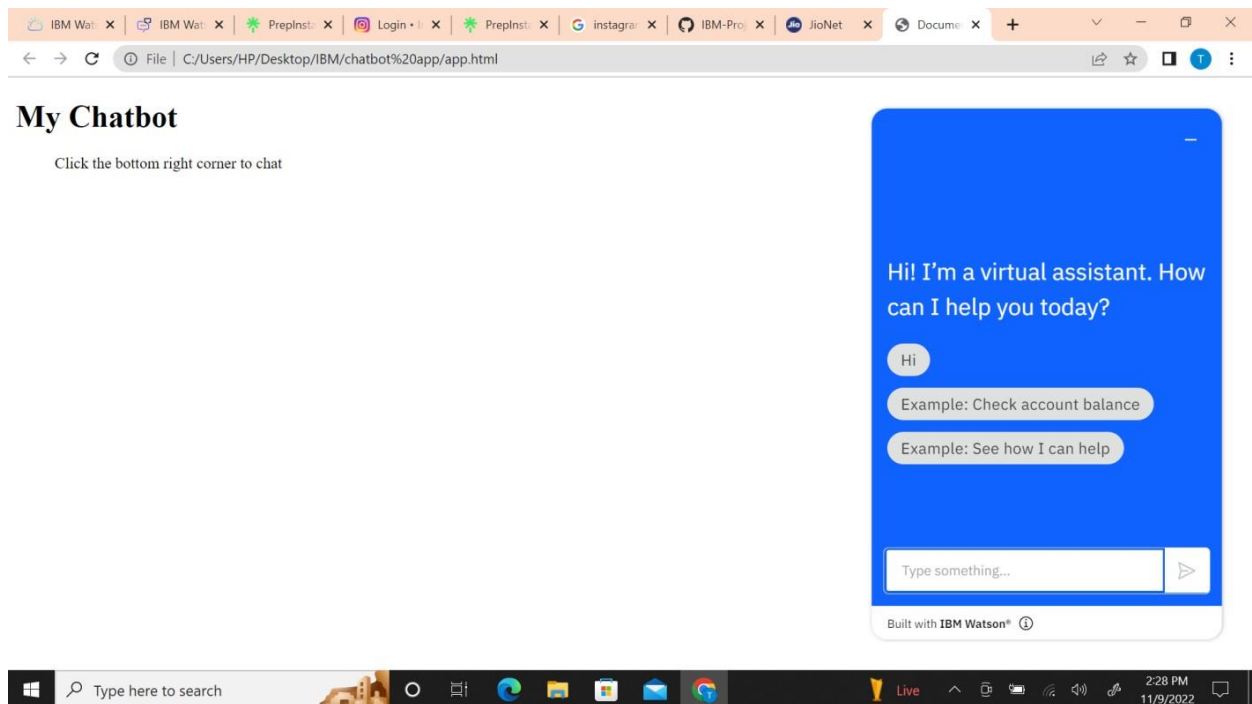 IBM Wat
IBM Wat
PrepInsta
Login • I
PrepInsta
instagrar
IBM-Proj
Jio
JioNet
Docume
File | C:/Users/HP/Desktop/IBM/chatbot%20app/app.html
T
My Chatbot
Click the bottom right corner to chat
Hi! I'm a virtual assistant. How
can I help you today?
Hi
Example: Check account balance
Example: See how I can help
Type something...
Built with IBM Watson®
Type here to search
Live
2:28 PM
11/9/2022